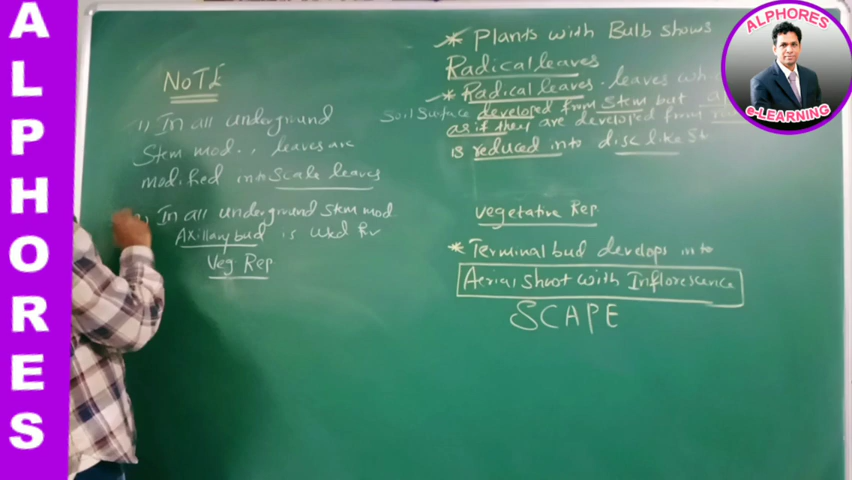 ALPHORES
NOTE
1) In all underground
Stem mod., leaves are
modified into Scale leaves
In all underground Stem mod.
Axillary bud is used for
Veg Rep
* Plants with Bulb shows
Radical leaves
* Radical leaves. leaves
Soil Surface developed from Stem but
as if they are developed from
is reduced into disc like St
vegetative Rep.
* Terminal bud develops into
Aerial shoot with Inflorescence
SCAPE
ALPHORES
e-LEARNING